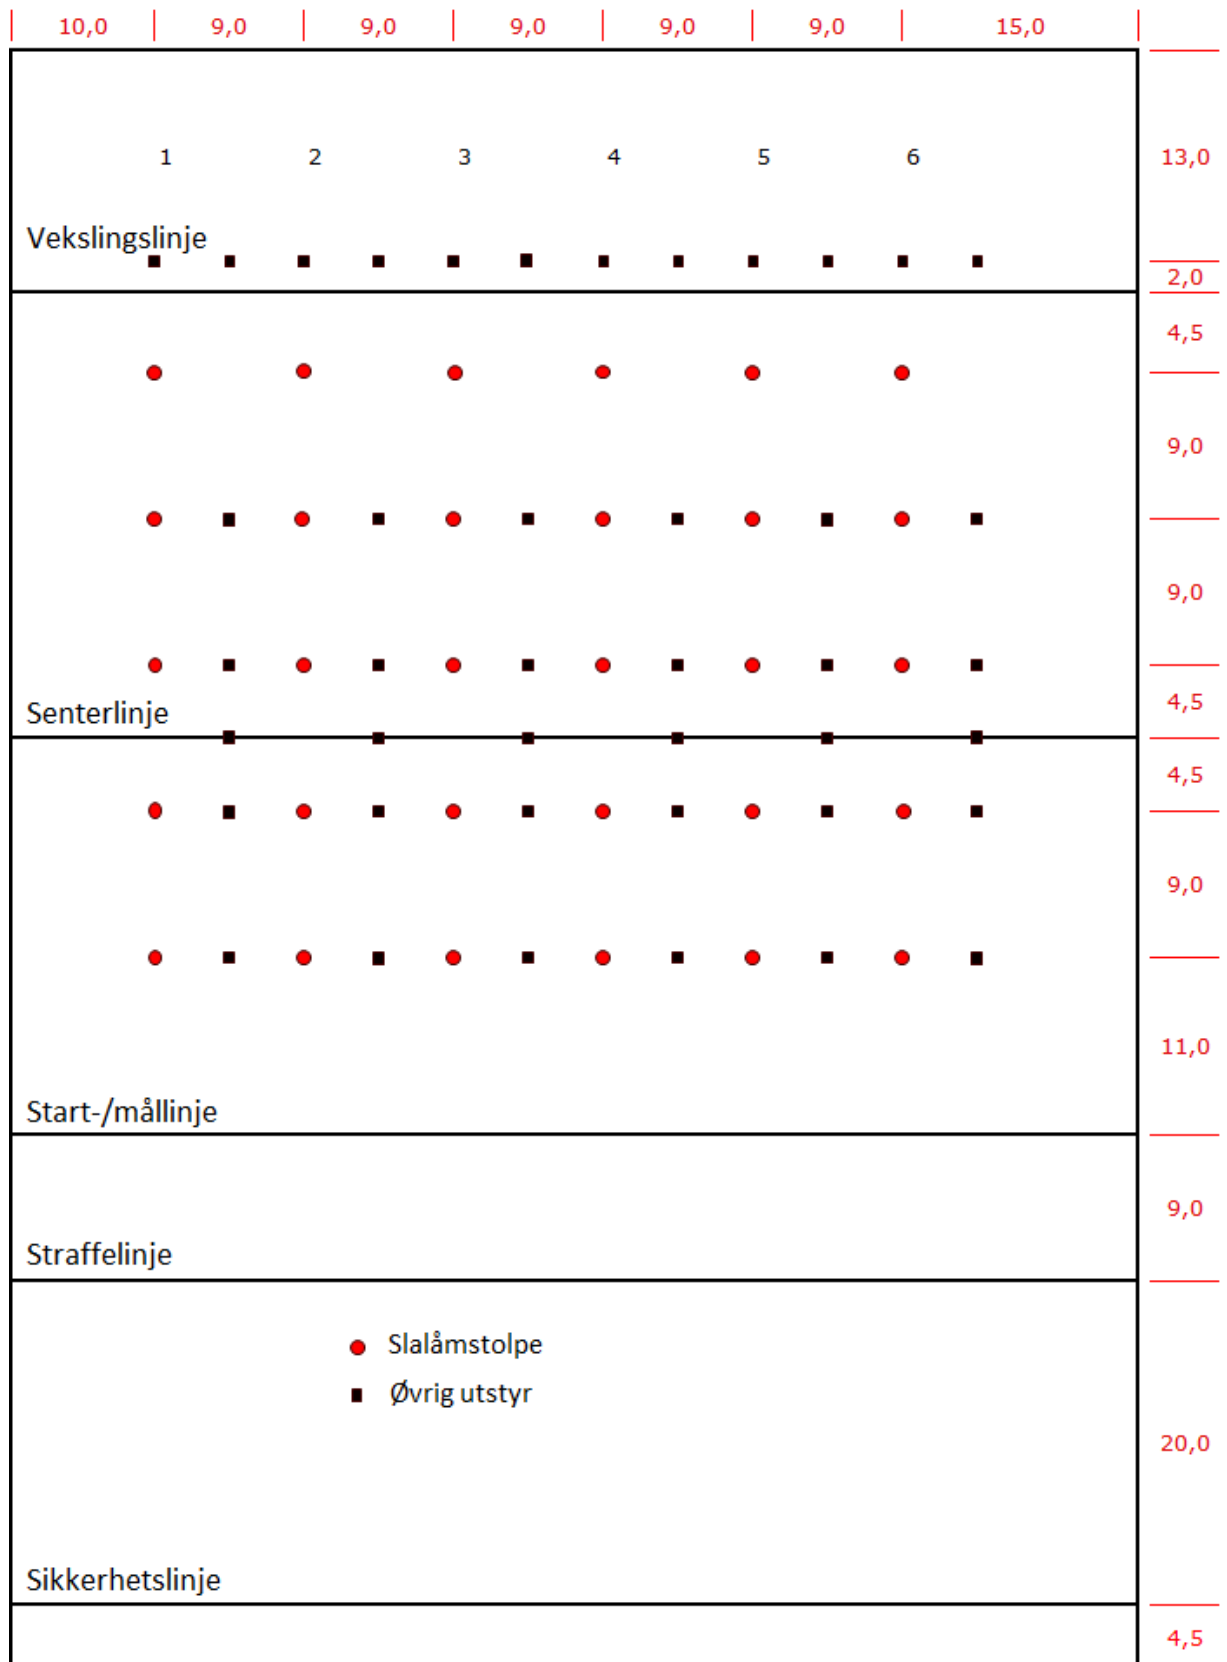 10,0 9,0 9,0 9,0 9,0 9,0 15,0
1 2 3 4 5 6
13,0
Vekslingslinje
2,0
4,5
9,0
9,0
Senterlinje
4,5
4,5
9,0
11,0
Start-/mållinje
9,0
Straffelinje
Slalåmstolpe
Øvrig utstyr
20,0
Sikkerhetslinje
4,5